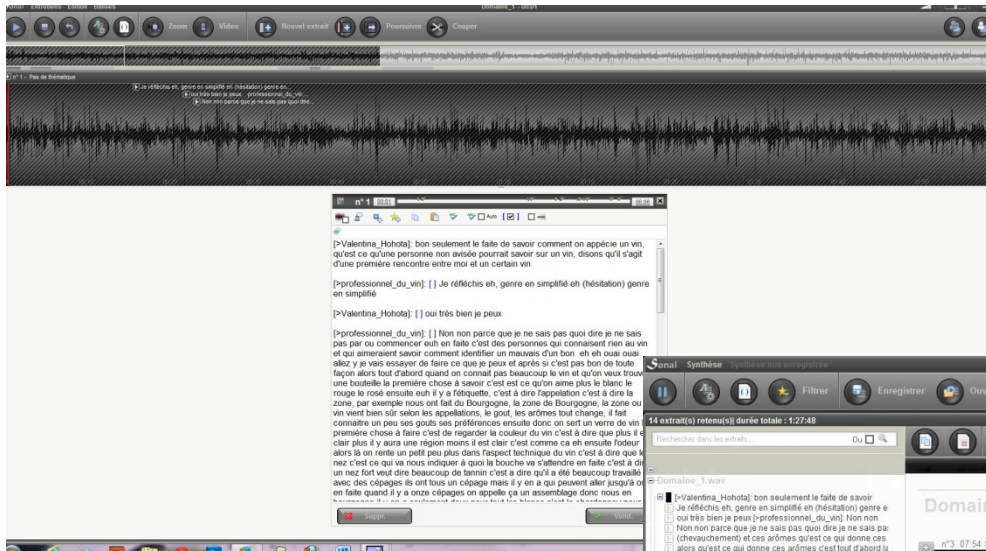 Sonal Entretiens Edition Balises
Domaine_1 - 00:01
Zoom
Video
Nouvel extrait
Poursuivre
Couper
n° 1 - Pas de thématique
Je réfléchis eh, genre en simplifié eh (hésitation) genre en...
oui très bien je peux professionnel_du_vin...
Non non parce que je ne sais pas quoi dire...
n° 1 00:01
Auto
[>Valentina_Hohota]: bon seulement le faite de savoir comment on appécie un vin,
qu'est ce qu'une personne non avisée pourrait savoir sur un vin, disons qu'il s'agit
d'une première rencontre entre moi et un certain vin
[>professionnel_du_vin]: [ ] Je réfléchis eh, genre en simplifié eh (hésitation) genre
en simplifié
[>Valentina_Hohota]: [ ] oui très bien je peux
[>professionnel_du_vin]: [ ] Non non parce que je ne sais pas quoi dire je ne sais
pas par ou commencer euh en faite c'est des personnes qui connaisent rien au vin
et qui aimeraient savoir comment identifier un mauvais d'un bon eh eh ouai ouai
allez y je vais essayer de faire ce que je peux et après si c'est pas bon de toute
façon alors tout d'abord quand on connait pas beaucoup le vin et qu'on veux trouv
une bouteille la première chose à savoir c'est est ce qu'on aime plus le blanc le
rouge le rosé ensuite euh il y a l'étiquette, c'est à dire l'appelation c'est à dire la
zone, par exemple nous ont fait du Bourgogne, la zone de Bourgogne, la zone ou
vin vient bien sûr selon les appellations, le gout, les arômes tout change, il fait
connaitre un peu ses gouts ses préférences ensuite donc on sert un verre de vin
première chose à faire c'est de regarder la couleur du vin c'est à dire que plus il e
clair plus il y aura une région moins il est clair c'est comme ca eh ensuite l'odeur
alors là on rente un petit peu plus dans l'aspect technique du vin c'est à dire que le
nez c'est ce qui va nous indiquer à quoi la bouche va s'attendre en faite c'est à di
un nez fort veut dire beaucoup de tannin c'est a dire qu'il a été beaucoup travaillé
avec des cépages ils ont tous un cépage mais il y en a qui peuvent aller jusqu'à o
en faite quand il y a onze cépages on appelle ça un assemblage donc nous en
Suppr.
Valid.
Sonal Synthèse Synthèse non enregistrée
Filtrer
Enregistrer
Ouv
14 extrait(s) retenu(s)| durée totale : 1:27:48
Rechercher dans les extraits...
Ou
Domaine_1.wav
[>Valentina_Hohota]: bon seulement le faite de savoir
Je réfléchis eh, genre en simplifié eh (hésitation) genre e
oui très bien je peux [>professionnel_du_vin]: Non non
Non non parce que je ne sais pas quoi dire je ne sais pas
(chevauchement) et ces arômes qu'est ce qui donne ces
alors qu'est ce qui donne ces arômes c'est tout d'abord la
Domain
n°3 07:54